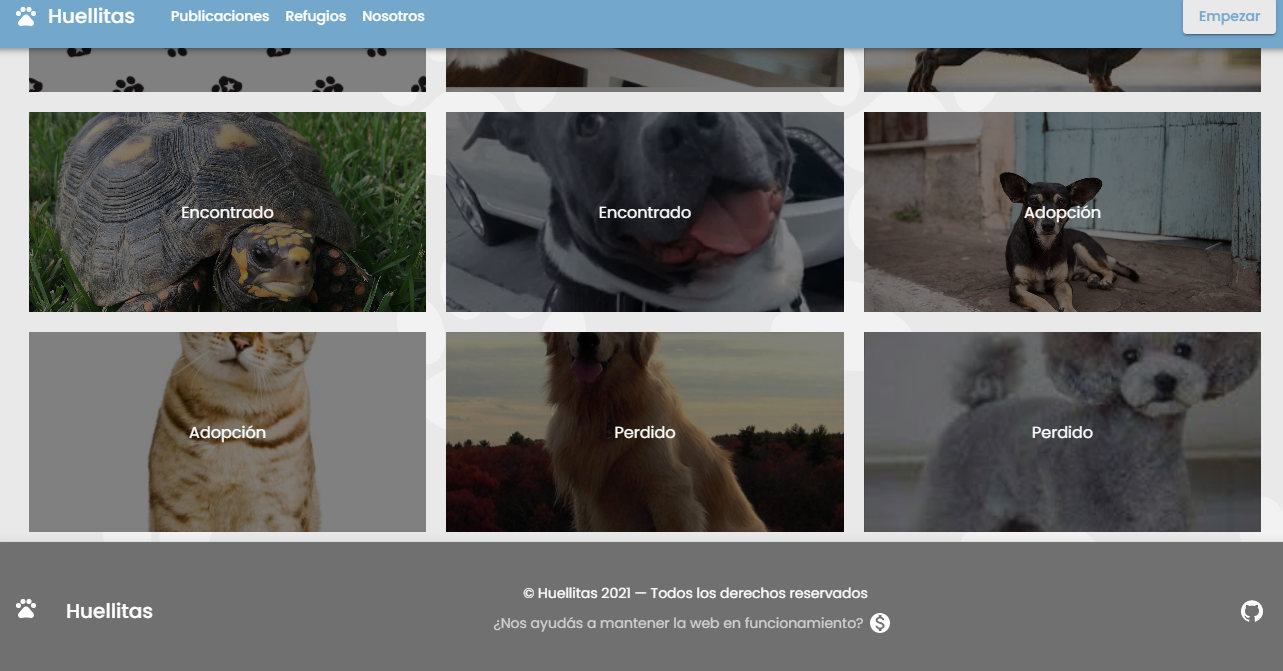 Huellitas Publicaciones Refugios Nosotros Empezar
Encontrado Encontrado Adopción
Adopción Perdido Perdido
© Huellitas 2021 — Todos los derechos reservados
Huellitas
¿Nos ayudás a mantener la web en funcionamiento? $